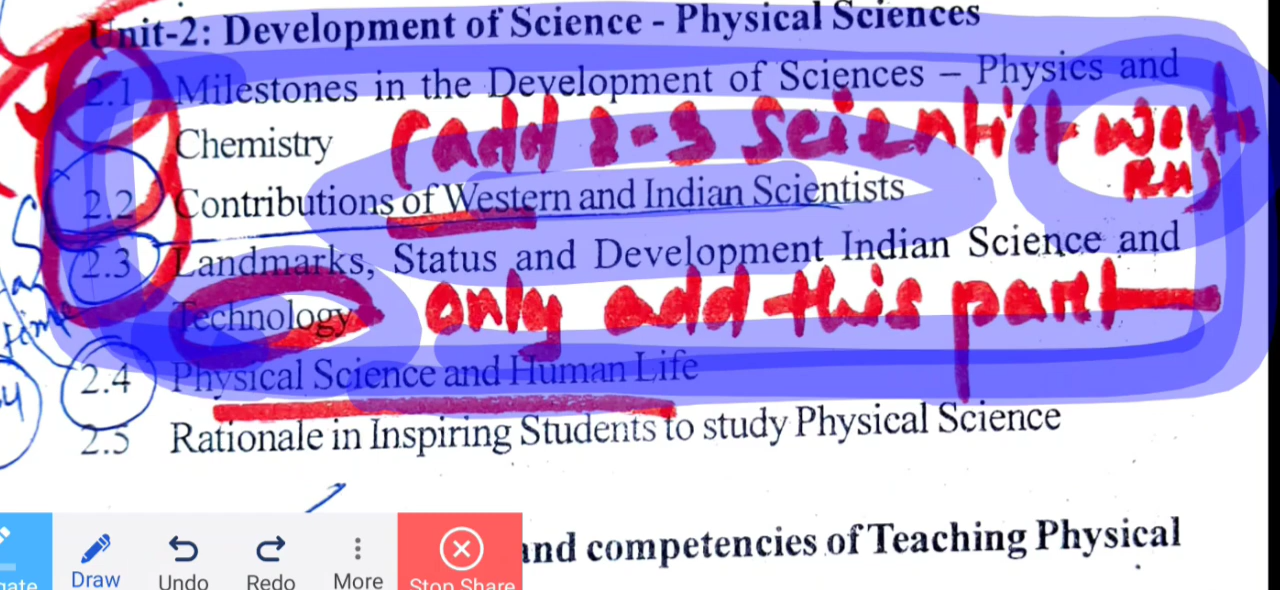 Unit-2: Development of Science - Physical Sciences
2.1 Milestones in the Development of Sciences – Physics and
(add 2-3 scientist work
Chemistry
2.2 Contributions of Western and Indian Scientists
2.3 Landmarks, Status and Development Indian Science and
Technology only add this part
2.4 Physical Science and Human Life
2.5 Rationale in Inspiring Students to study Physical Science
and competencies of Teaching Physical
Draw Undo Redo More Stop Share